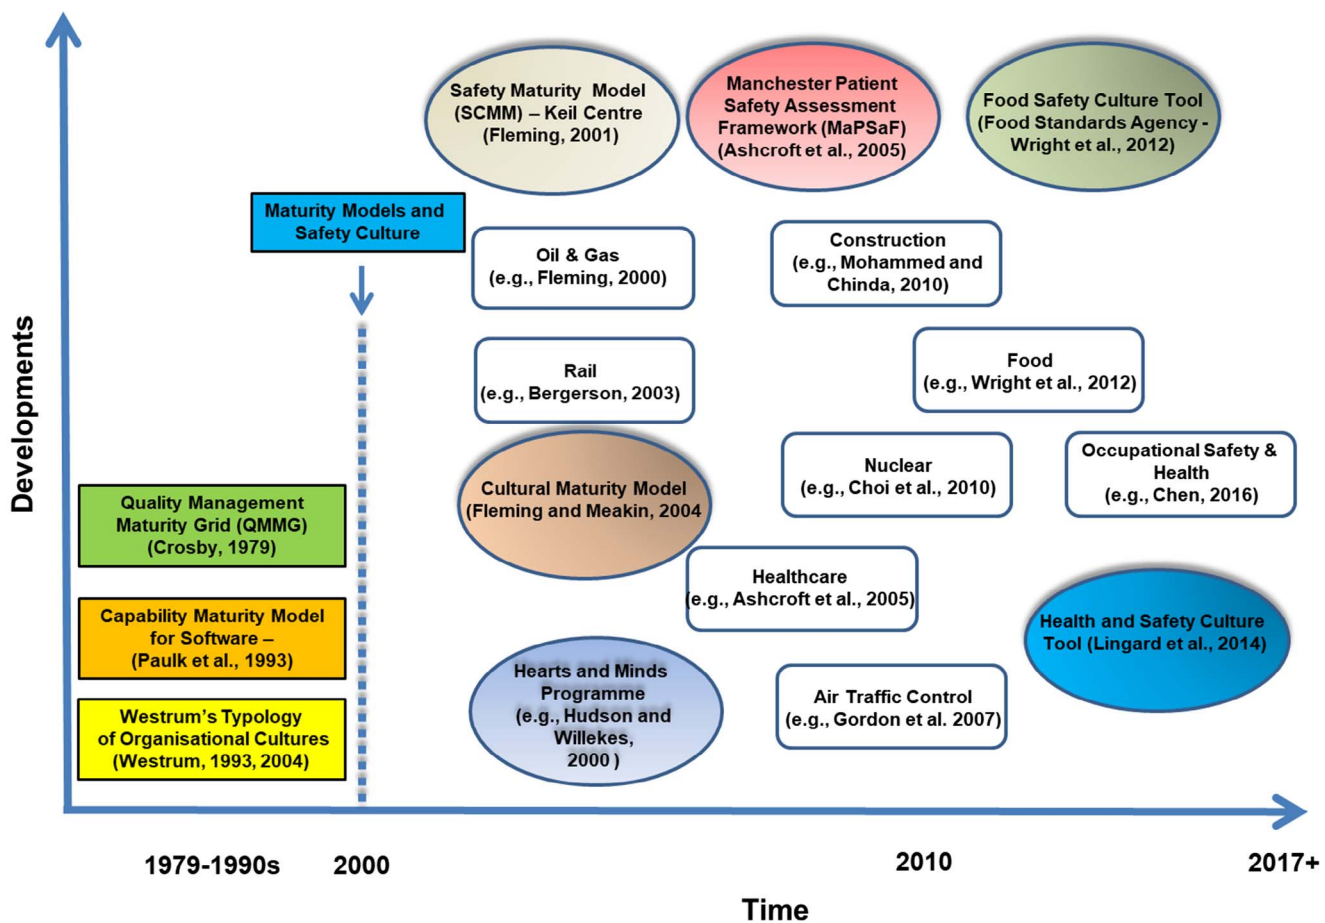 Safety Maturity Model
(SCMM) – Keil Centre
(Fleming, 2001)
Manchester Patient
Safety Assessment
Framework (MaPSaF)
(Ashcroft et al., 2005)
Food Safety Culture Tool
(Food Standards Agency -
Wright et al., 2012)
Maturity Models and
Safety Culture
Oil & Gas
(e.g., Fleming, 2000)
Construction
(e.g., Mohammed and
Chinda, 2010)
Rail
(e.g., Bergerson, 2003)
Food
(e.g., Wright et al., 2012)
Developments
Quality Management
Maturity Grid (QMMG)
(Crosby, 1979)
Cultural Maturity Model
(Fleming and Meakin, 2004
Nuclear
(e.g., Choi et al., 2010)
Occupational Safety &
Health
(e.g., Chen, 2016)
Capability Maturity Model
for Software –
(Paulk et al., 1993)
Healthcare
(e.g., Ashcroft et al., 2005)
Health and Safety Culture
Tool (Lingard et al., 2014)
Westrum's Typology
of Organisational Cultures
(Westrum, 1993, 2004)
Hearts and Minds
Programme
(e.g., Hudson and
Willekes,
2000 )
Air Traffic Control
(e.g., Gordon et al. 2007)
1979-1990s
2000
2010
2017+
Time